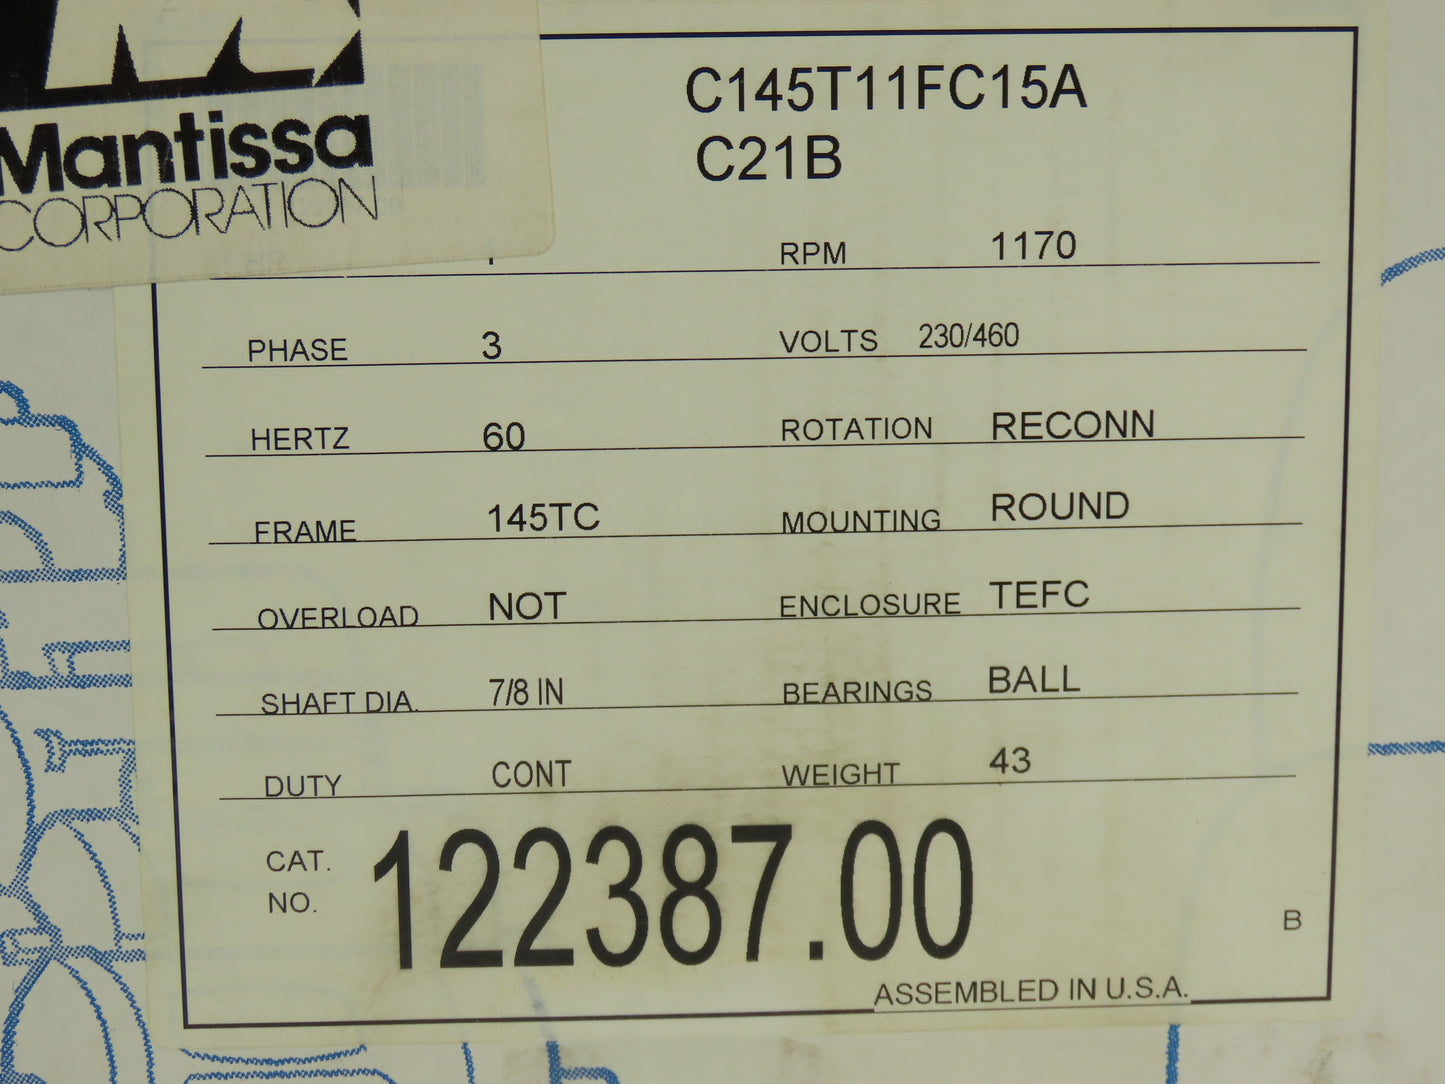 Mantissa
CORPORATION
C145T11FC15A
C21B
RPM 1170
PHASE 3 VOLTS 230/460
HERTZ 60 ROTATION RECONN
FRAME 145TC MOUNTING ROUND
OVERLOAD NOT ENCLOSURE TEFC
SHAFT DIA. 7/8 IN BEARINGS BALL
DUTY CONT WEIGHT 43
CAT.
NO. 122387.00
B
ASSEMBLED IN U.S.A.